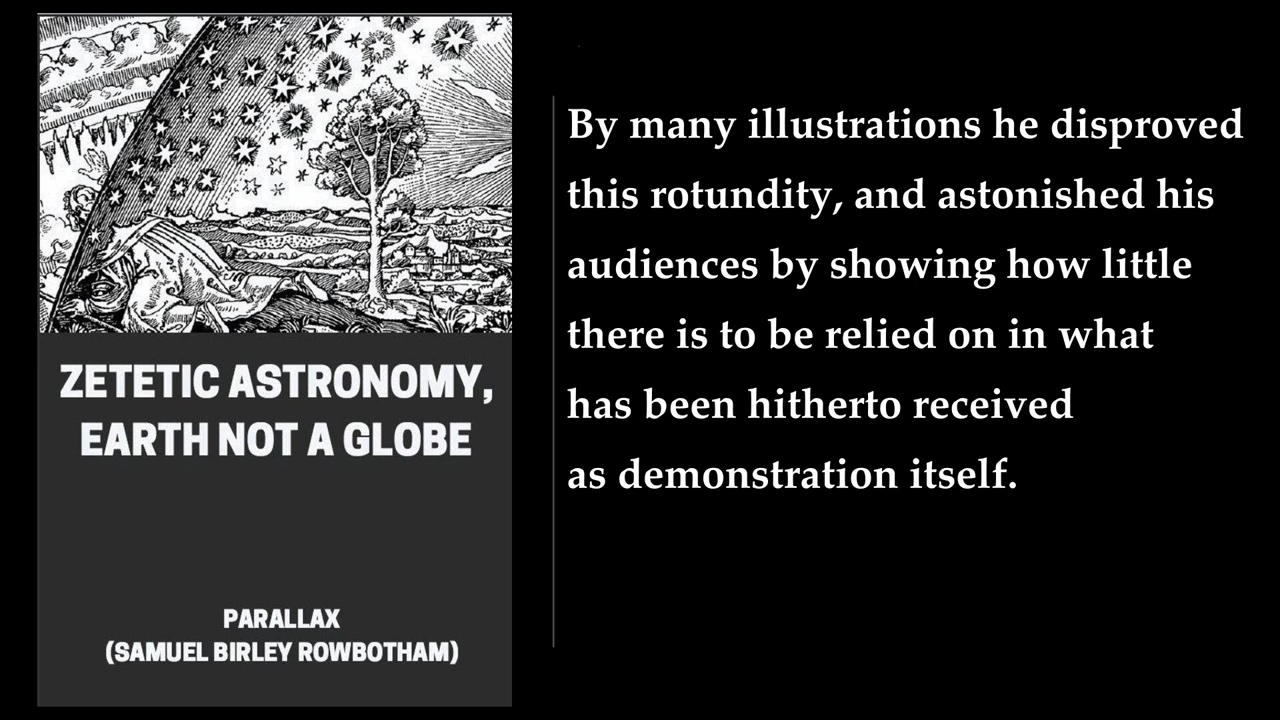 ZETETIC ASTRONOMY,
EARTH NOT A GLOBE
PARALLAX
(SAMUEL BIRLEY ROWBOTHAM)
By many illustrations he disproved
this rotundity, and astonished his
audiences by showing how little
there is to be relied on in what
has been hitherto received
as demonstration itself.